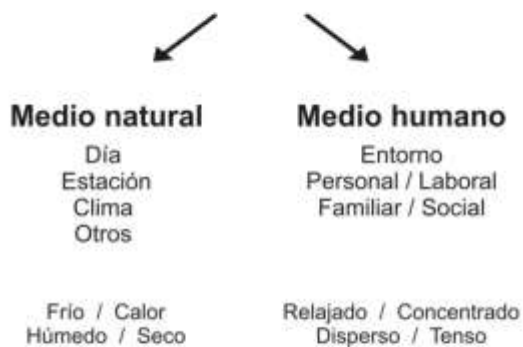 Medio natural
Día
Estación
Clima
Otros
Frío / Calor
Húmedo / Seco
Medio humano
Entorno
Personal / Laboral
Familiar / Social
Relajado / Concentrado
Disperso / Tenso